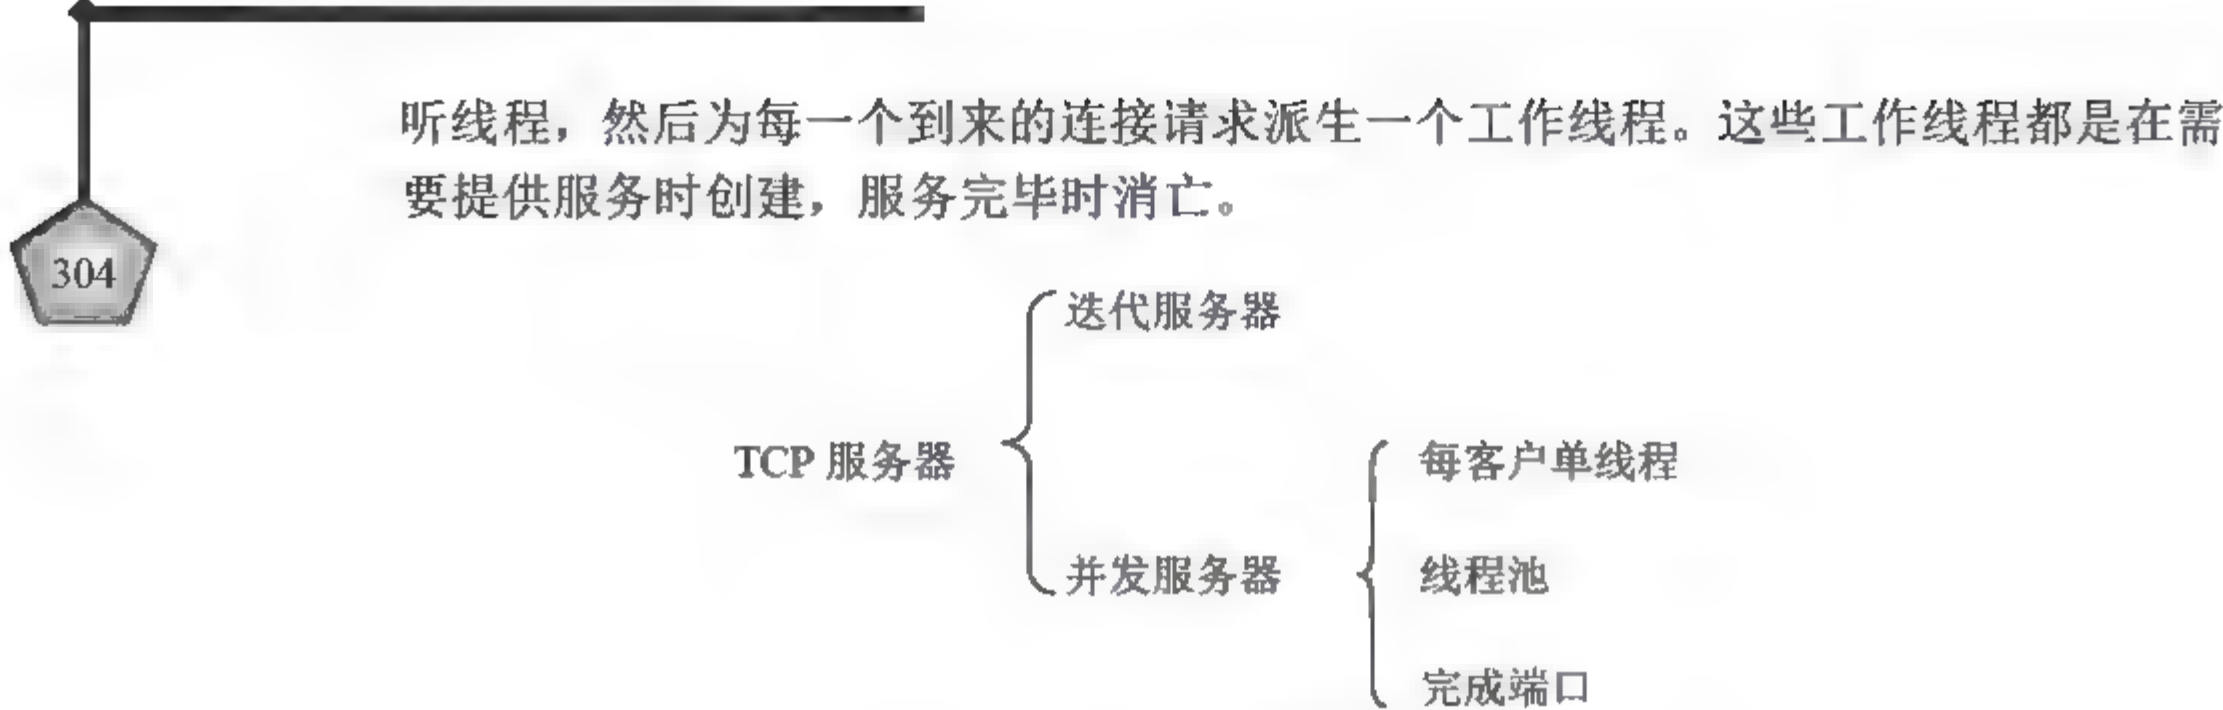 听线程，然后为每一个到来的连接请求派生一个工作线程。这些工作线程都是在需
要提供服务时创建，服务完毕时消亡。
304
迭代服务器
TCP 服务器
每客户单线程
并发服务器
线程池
完成端口